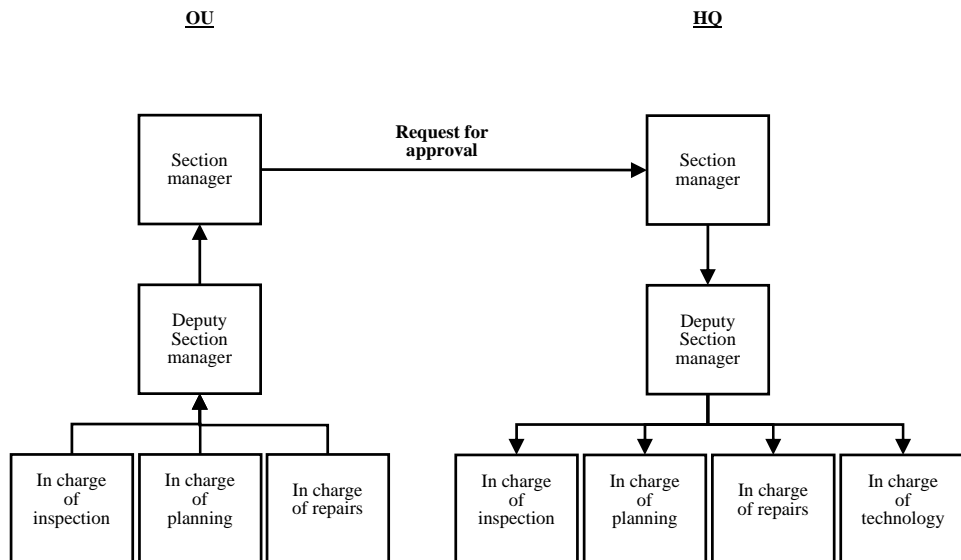 OU
HQ
Request for
approval
Section
manager
Section
manager
Deputy
Section
manager
Deputy
Section
manager
In charge
of
inspection
In charge
of
planning
In charge
of repairs
In charge
of
inspection
In charge
of
planning
In charge
of repairs
In charge
of
technology